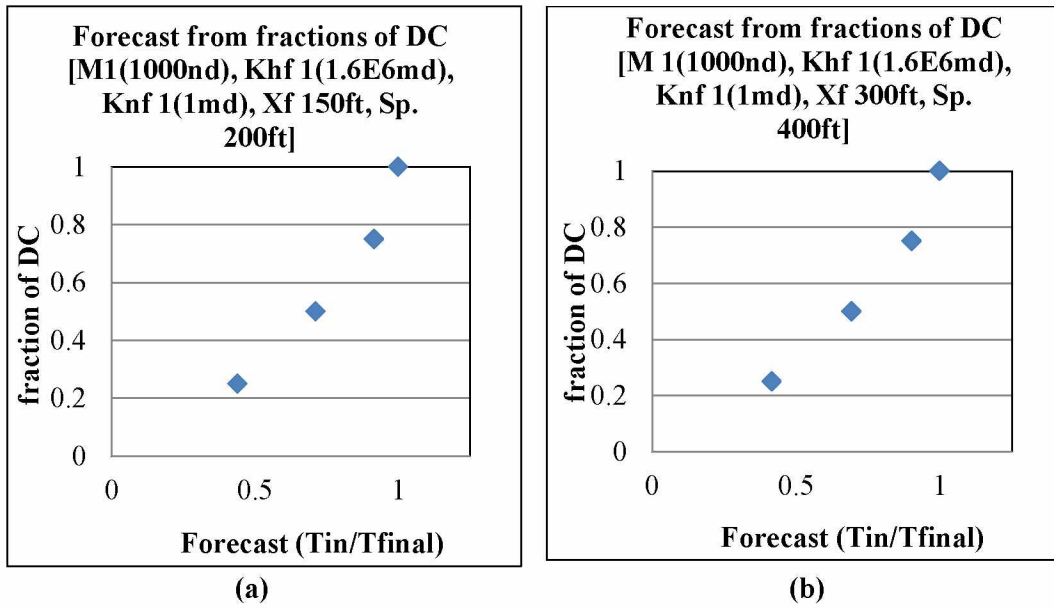 Forecast from fractions of DC
[M1(1000nd), Khf 1(1.6E6md),
Knf 1(1md), Xf 150ft, Sp.
200ft]
fraction of DC
1
0.8
0.6
0.4
0.2
0
0
0.5
1
Forecast (Tin/Tfinal)
(a)
Forecast from fractions of DC
[M 1(1000nd), Khf 1(1.6E6md),
Knf 1(1md), Xf 300ft, Sp.
400ft]
fraction of DC
1
0.8
0.6
0.4
0.2
0
0
0.5
1
Forecast (Tin/Tfinal)
(b)